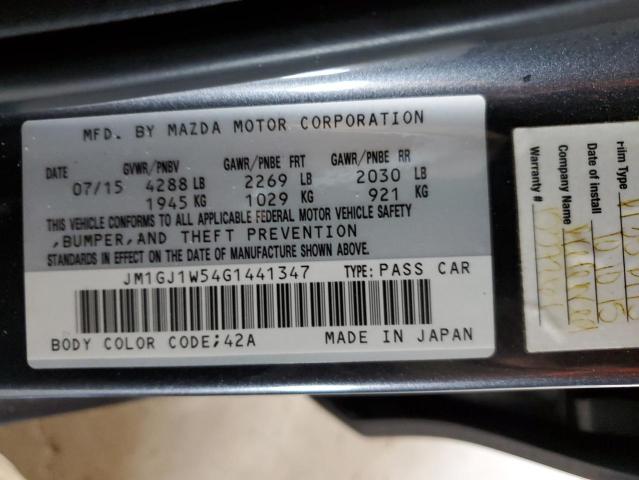 MFD. BY MAZDA MOTOR CORPORATION
DATE GVWR/PNBV GAWR/PNBE FRT GAWR/PNBE RR
07/15 4288 LB 2269 LB 2030 LB
1945 KG 1029 KG 921 KG
THIS VEHICLE CONFORMS TO ALL APPLICABLE FEDERAL MOTOR VEHICLE SAFETY
,BUMPER,AND THEFT PREVENTION
STANDARDS IN EFFECT ON THE DATE OF MANUFACTURE SHOWN ABOVE.
JM1GJ1W54G1441347 TYPE: PASS CAR
BODY COLOR CODE;42A MADE IN JAPAN
Film Type
Date of install
Company Name
Warranty #